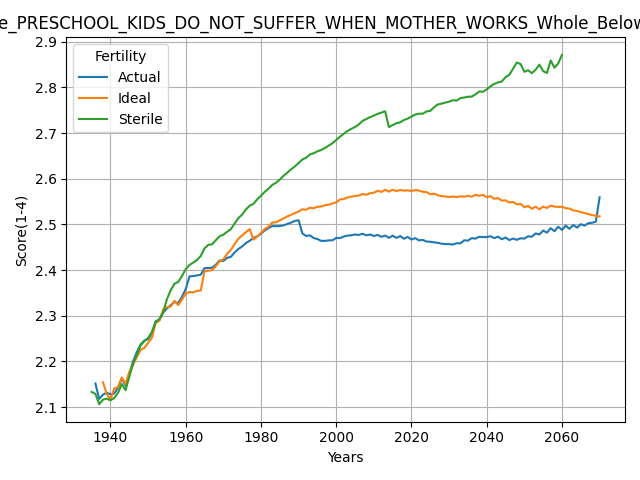 e_PRESCHOOL_KIDS_DO_NOT_SUFFER_WHEN_MOTHER_WORKS_Whole_Below
Fertility
Actual
Ideal
Sterile
Score(1-4)
2.9
2.8
2.7
2.6
2.5
2.4
2.3
2.2
2.1
1940 1960 1980 2000 2020 2040 2060
Years